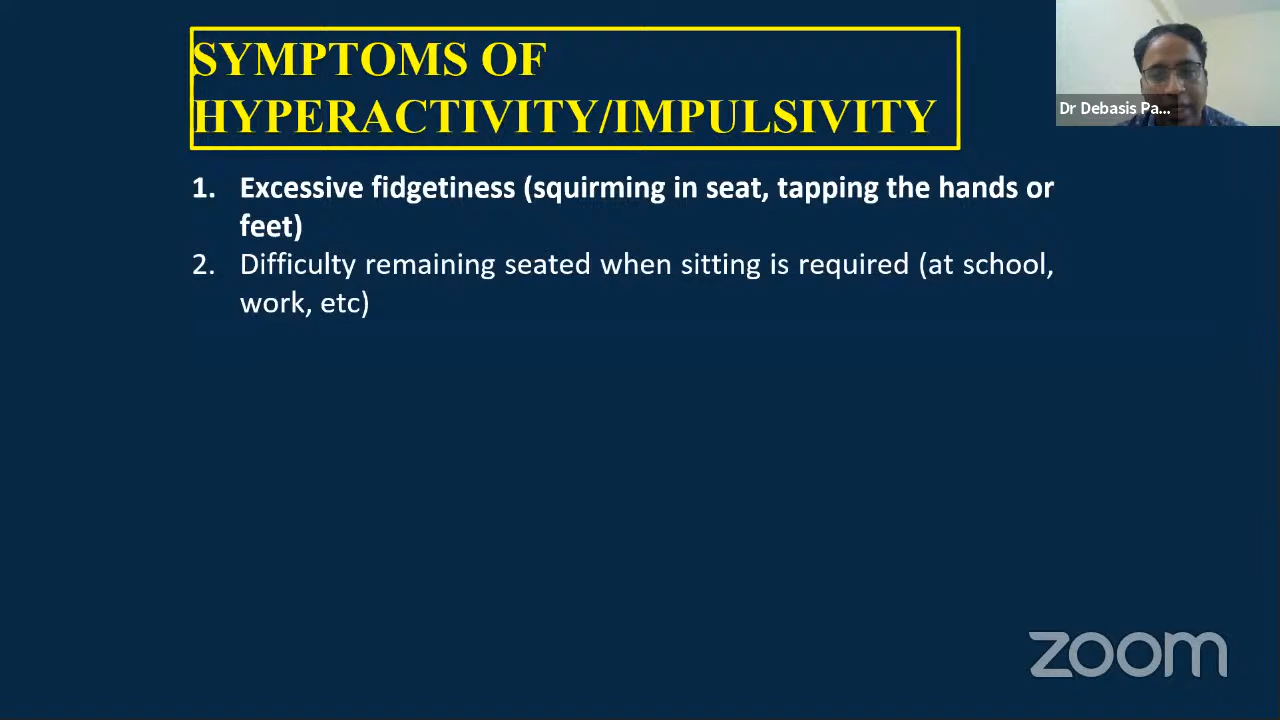 SYMPTOMS OF
HYPERACTIVITY/IMPULSIVITY
Dr Debasis Pa...
1. Excessive fidgetiness (squirming in seat, tapping the hands or
feet)
2. Difficulty remaining seated when sitting is required (at school,
work, etc)
zoom